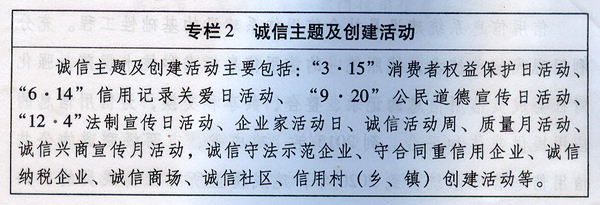 专栏2 诚信主题及创建活动
诚信主题及创建活动主要包括：“3·15”消费者权益保护日活动、
“6·14”信用记录关爱日活动、“9·20”公民道德宣传日活动、
“12·4”法制宣传日活动、企业家活动日、诚信活动周、质量月活动、
诚信兴商宣传月活动，诚信守法示范企业、守合同重信用企业、诚信
纳税企业、诚信商场、诚信社区、信用村（乡、镇）创建活动等。